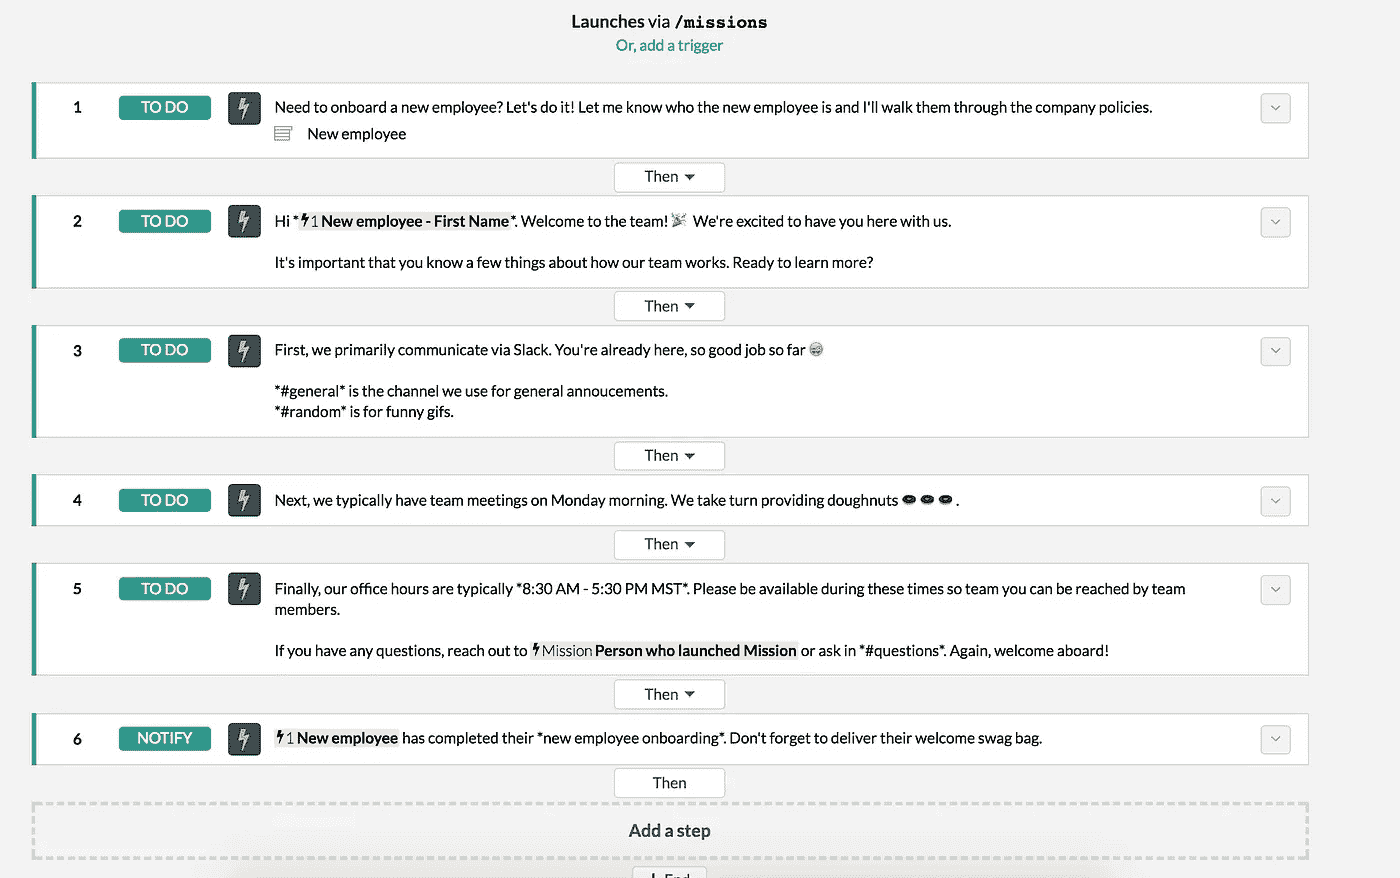 Launches via /missions
Or, add a trigger
1 TO DO Need to onboard a new employee? Let's do it! Let me know who the new employee is and I'll walk them through the company policies.
New employee
Then
2 TO DO Hi *1 New employee - First Name*. Welcome to the team! 🎉 We're excited to have you here with us.
It's important that you know a few things about how our team works. Ready to learn more?
Then
3 TO DO First, we primarily communicate via Slack. You're already here, so good job so far
*#general* is the channel we use for general annoucements.
*#random* is for funny gifs.
Then
4 TO DO Next, we typically have team meetings on Monday morning. We take turn providing doughnuts 🍩🍩🍩.
Then
5 TO DO Finally, our office hours are typically *8:30 AM - 5:30 PM MST*. Please be available during these times so team you can be reached by team
members.
If you have any questions, reach out to Mission Person who launched Mission or ask in *#questions*. Again, welcome aboard!
Then
6 NOTIFY 1 New employee has completed their *new employee onboarding*. Don't forget to deliver their welcome swag bag.
Then
Add a step
End